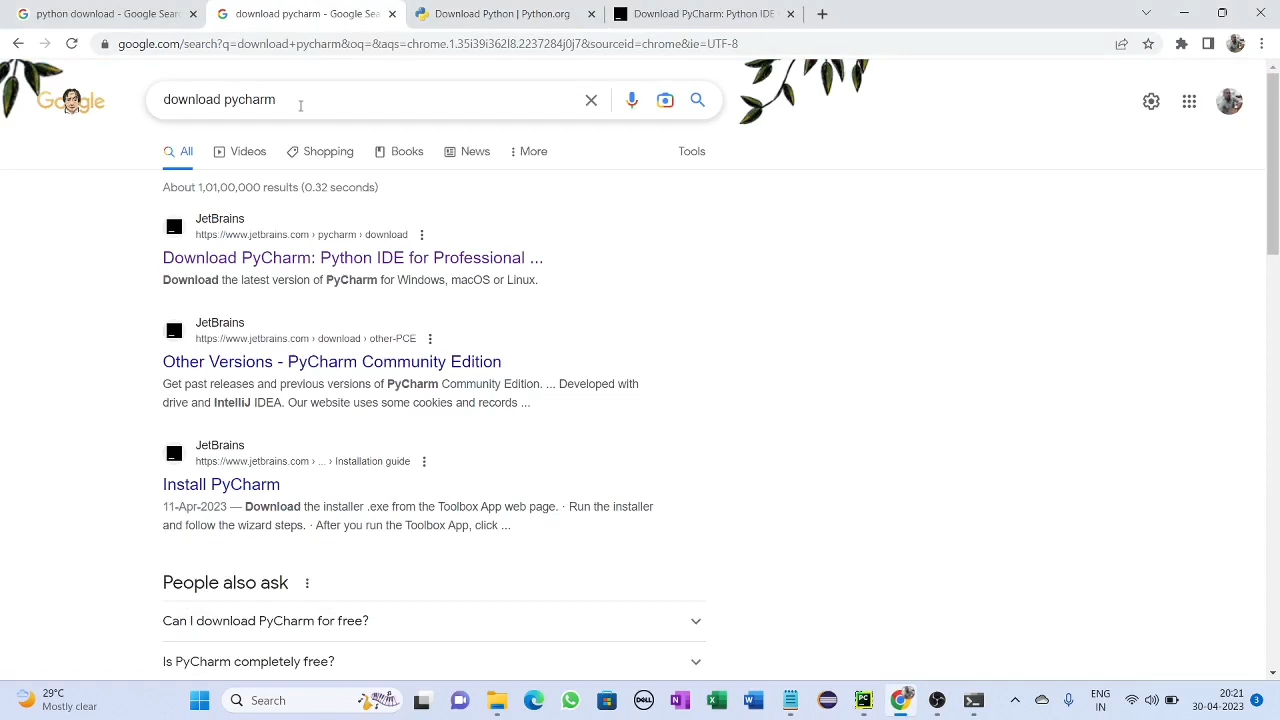 python download - Google Searc
download pycharm - Google Sea
Download Python | Python.org
Download PyCharm: Python IDE
google.com/search?q=download+pycharm&oq=&aqs=chrome.1.35i39i362l8.2237284j0j7&sourceid=chrome&ie=UTF-8
Google
download pycharm
All
Videos
Shopping
Books
News
More
Tools
About 1,01,00,000 results (0.32 seconds)
JetBrains
https://www.jetbrains.com › pycharm › download
Download PyCharm: Python IDE for Professional ...
Download the latest version of PyCharm for Windows, macOS or Linux.
JetBrains
https://www.jetbrains.com › download › other-PCE
Other Versions - PyCharm Community Edition
Get past releases and previous versions of PyCharm Community Edition. ... Developed with
drive and IntelliJ IDEA. Our website uses some cookies and records ...
JetBrains
https://www.jetbrains.com › ... › Installation guide
Install PyCharm
11-Apr-2023 — Download the installer .exe from the Toolbox App web page. · Run the installer
and follow the wizard steps. · After you run the Toolbox App, click ...
People also ask
Can I download PyCharm for free?
Is PyCharm completely free?
29°C
Mostly clear
Search
DELL
ENG
IN
20:21
30-04-2023
3